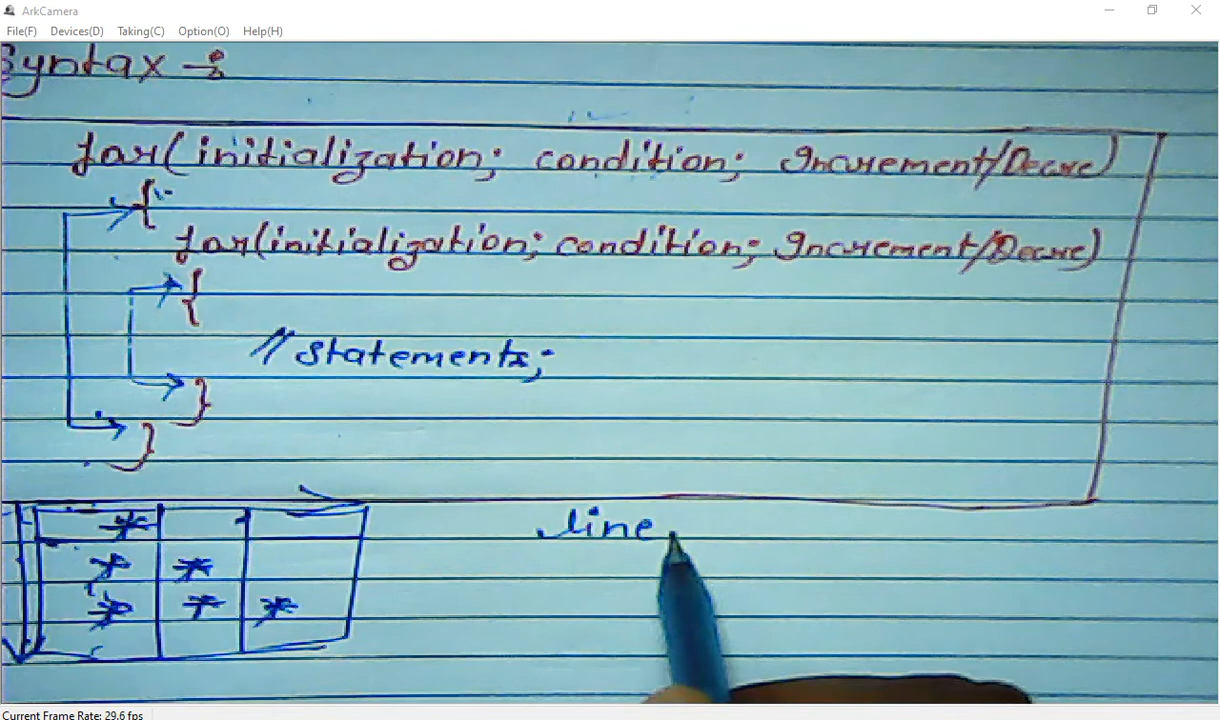 ArkCamera
File(F) Devices(D) Taking(C) Option(O) Help(H)
Syntax :-
for(initialization; condition; Increment/Decre)
{
for(initialization; condition; Increment/Decre)
{
// Statements;
}
}
*
* *
* * *
line
Current Frame Rate: 29.6 fps